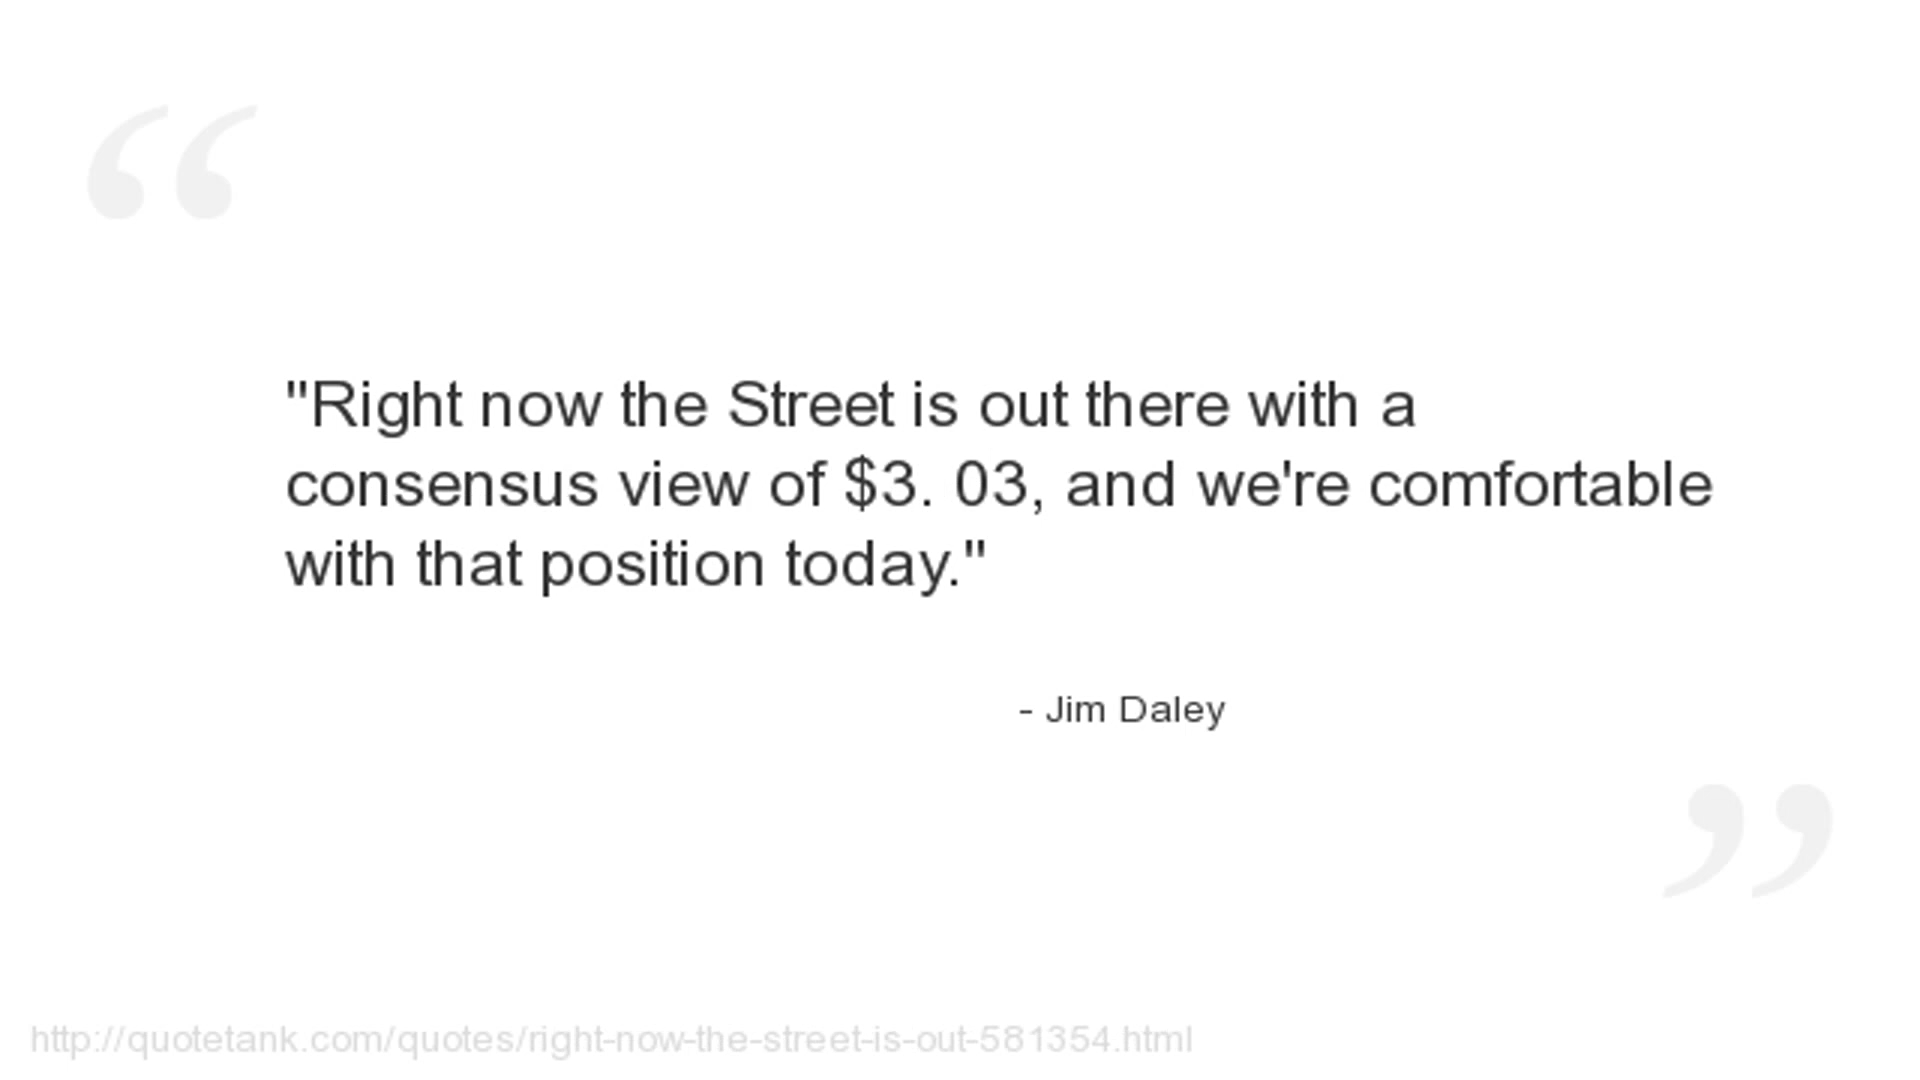 "Right now the Street is out there with a
consensus view of $3. 03, and we're comfortable
with that position today."
- Jim Daley
http://quotetank.com/quotes/right-now-the-street-is-out-581354.html